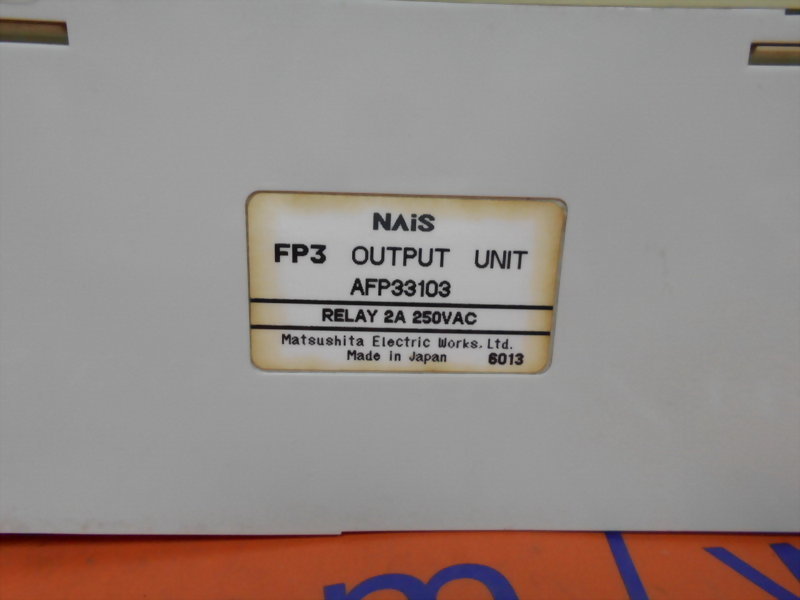 NAiS
FP3 OUTPUT UNIT
AFP33103
RELAY 2A 250VAC
Matsushita Electric Works. Ltd.
Made in Japan 6013